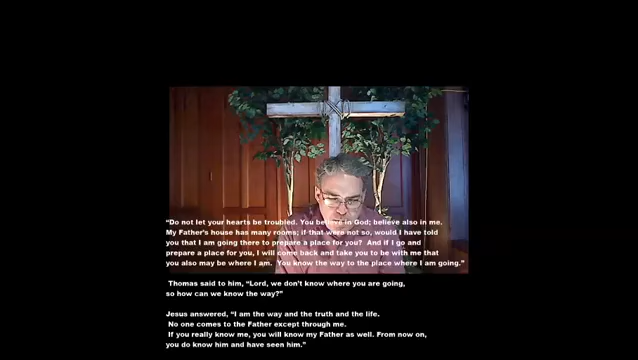 "Do not let your hearts be troubled. You believe in God; believe also in me.
My Father's house has many rooms; if that were not so, would I have told
you that I am going there to prepare a place for you? And if I go and
prepare a place for you, I will come back and take you to be with me that
you also may be where I am. You know the way to the place where I am going."
Thomas said to him, "Lord, we don't know where you are going,
so how can we know the way?"
Jesus answered, "I am the way and the truth and the life.
No one comes to the Father except through me.
If you really know me, you will know my Father as well. From now on,
you do know him and have seen him."